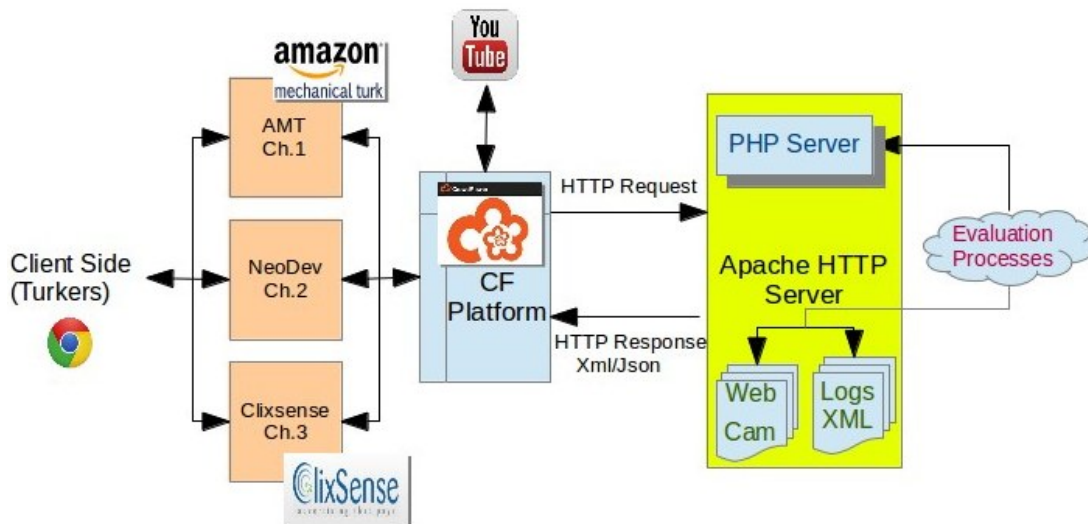 You
Tube
amazon
mechanical turk
AMT
Ch.1
NeoDev
Ch.2
Clixsense
Ch.3
ClixSense
Client Side
(Turkers)
CF
Platform
HTTP Request
HTTP Response
Xml/Json
PHP Server
Apache HTTP
Server
Web
Cam
Logs
XML
Evaluation
Processes